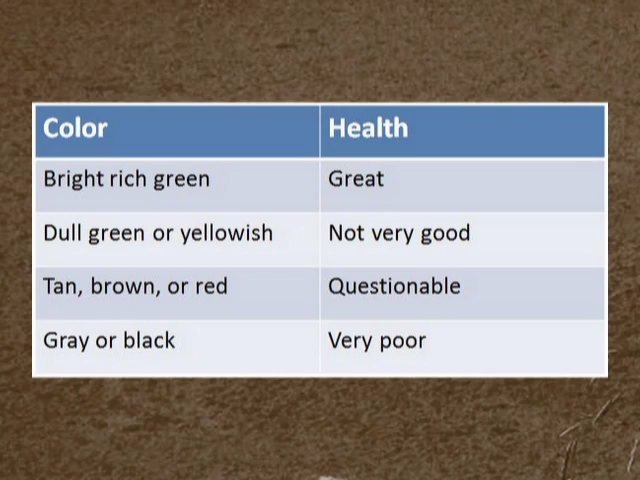 Color Health
Bright rich green Great
Dull green or yellowish Not very good
Tan, brown, or red Questionable
Gray or black Very poor